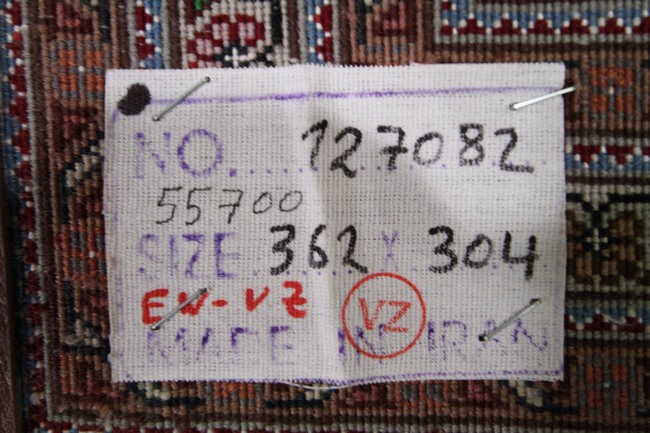 NO. 127082
55700
SIZE 362 X 304
EW-VZ
VZ
MADE IN IRAN